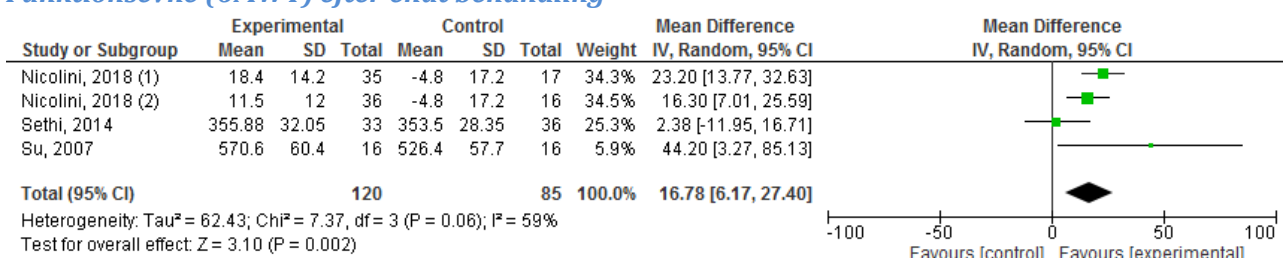 Funktionsevne (6MWT) efter endt behandling
Experimental Control Mean Difference Mean Difference
Study or Subgroup Mean SD Total Mean SD Total Weight IV, Random, 95% CI IV, Random, 95% CI
Nicolini, 2018 (1) 18.4 14.2 35 -4.8 17.2 17 34.3% 23.20 [13.77, 32.63]
Nicolini, 2018 (2) 11.5 12 36 -4.8 17.2 16 34.5% 16.30 [7.01, 25.59]
Sethi, 2014 355.88 32.05 33 353.5 28.35 36 25.3% 2.38 [-11.95, 16.71]
Su, 2007 570.6 60.4 16 526.4 57.7 16 5.9% 44.20 [3.27, 85.13]
Total (95% CI) 120 85 100.0% 16.78 [6.17, 27.40]
Heterogeneity: Tau² = 62.43; Chi² = 7.37, df = 3 (P = 0.06); I² = 59%
Test for overall effect: Z = 3.10 (P = 0.002)
-100 -50 0 50 100
Favours [control] Favours [experimental]